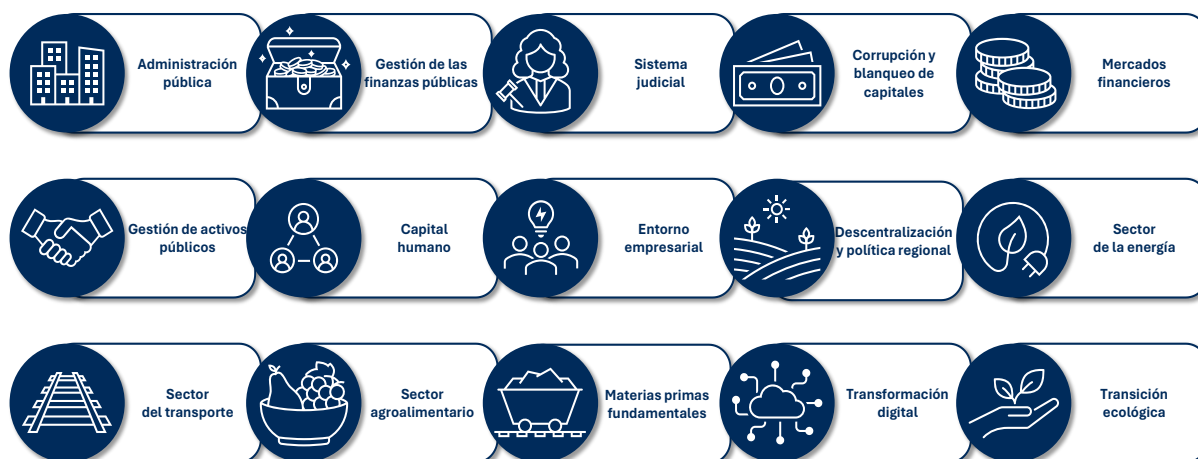 Administración
pública
Gestión de las
finanzas públicas
Sistema
judicial
Corrupción y
blanqueo de
capitales
Mercados
financieros
Gestión de activos
públicos
Capital
humano
Entorno
empresarial
Descentralización
y política regional
Sector
de la energía
Sector
del transporte
Sector
agroalimentario
Materias primas
fundamentales
Transformación
digital
Transición
ecológica